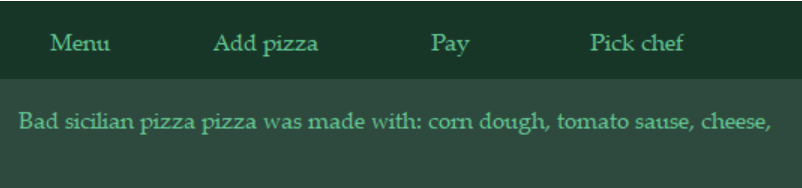 Menu Add pizza Pay Pick chef
Bad sicilian pizza pizza was made with: corn dough, tomato sause, cheese,